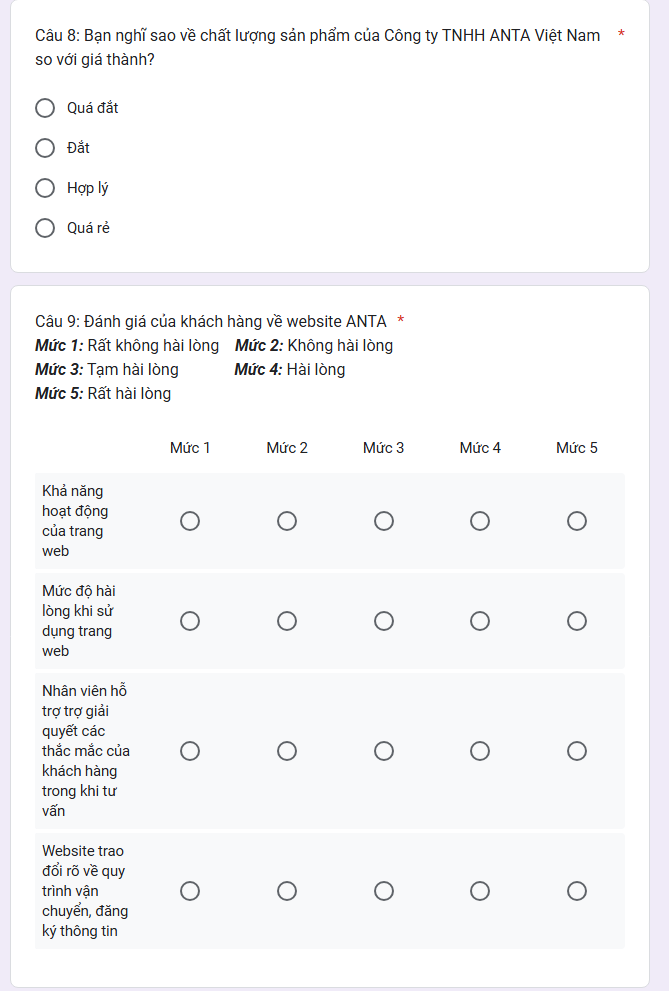 Câu 8: Bạn nghĩ sao về chất lượng sản phẩm của Công ty TNHH ANTA Việt Nam *
so với giá thành?
Quá đắt
Đắt
Hợp lý
Quá rẻ
Câu 9: Đánh giá của khách hàng về website ANTA *
Mức 1: Rất không hài lòng Mức 2: Không hài lòng
Mức 3: Tạm hài lòng Mức 4: Hài lòng
Mức 5: Rất hài lòng
Mức 1 Mức 2 Mức 3 Mức 4 Mức 5
Khả năng
hoạt động
của trang
web
Mức độ hài
lòng khi sử
dụng trang
web
Nhân viên hỗ
trợ trợ giải
quyết các
thắc mắc của
khách hàng
trong khi tư
vấn
Website trao
đổi rõ về quy
trình vận
chuyển, đăng
ký thông tin